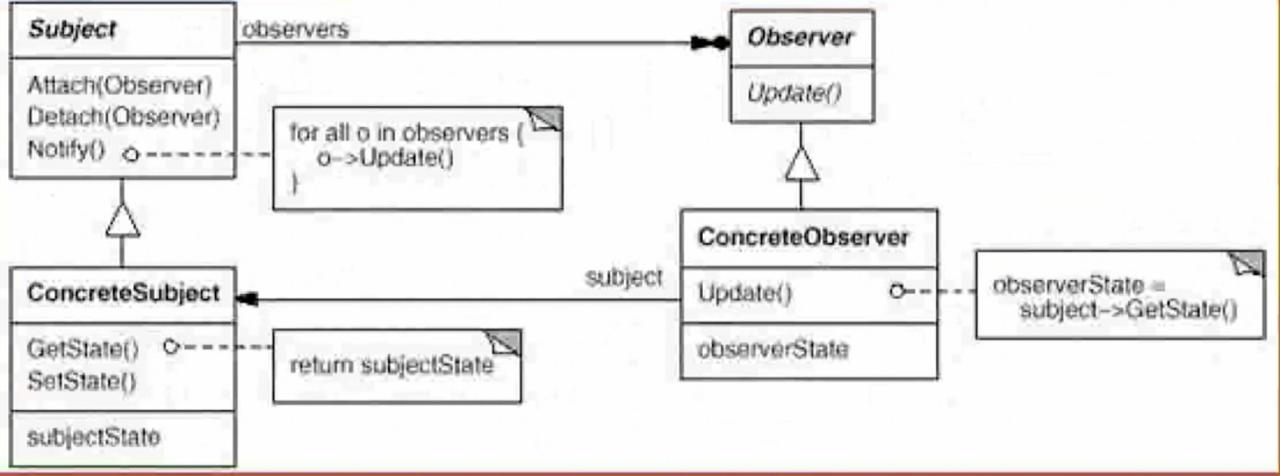 Subject
observers
Observer
Attach(Observer)
Detach(Observer)
Notify()
Update()
for all o in observers {
o->Update()
}
ConcreteSubject
GetState()
SetState()
subjectState
return subjectState
subject
ConcreteObserver
Update()
observerState
observerState =
subject->GetState()